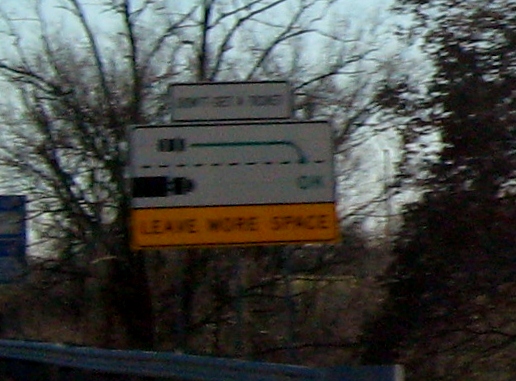 DON'T GET A TICKET
OK
LEAVE MORE SPACE